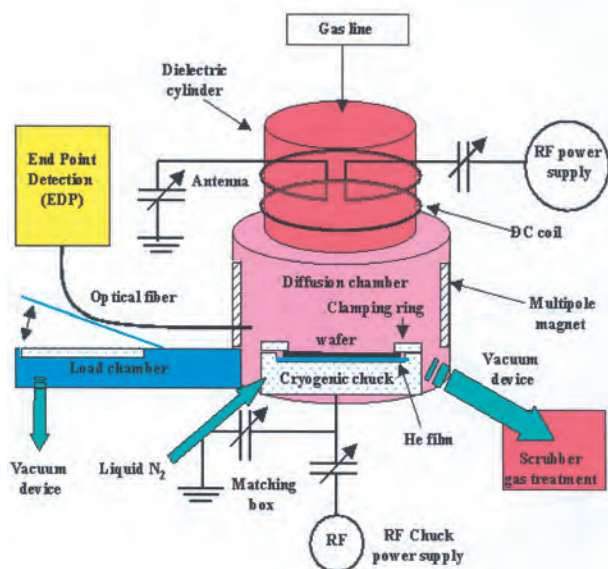 Gas line
Dielectric
cylinder
End Point
Detection
(EDP)
RF power
supply
Antenna
DC coil
Optical fiber
Diffusion chamber
Clamping ring
Multipole
magnet
wafer
Load chamber
Cryogenic chuck
Vacuum
device
He film
Vacuum
device
Liquid N₂
Matching
box
Scrubber
gas treatment
RF
RF Chuck
power supply